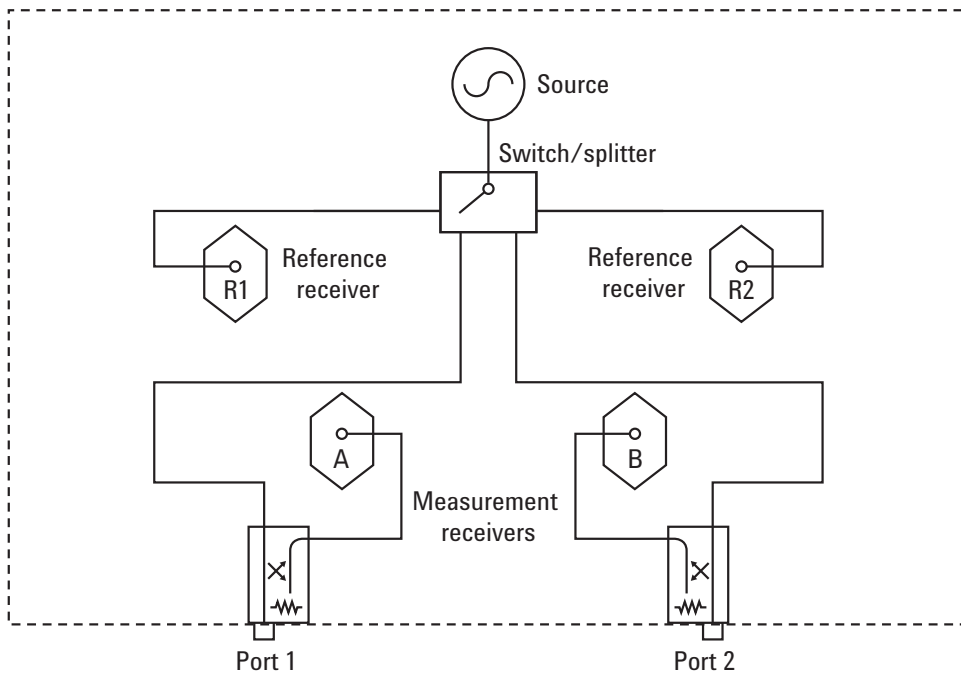 Source
Switch/splitter
Reference
receiver
R1
Reference
receiver
R2
A
B
Measurement
receivers
Port 1
Port 2